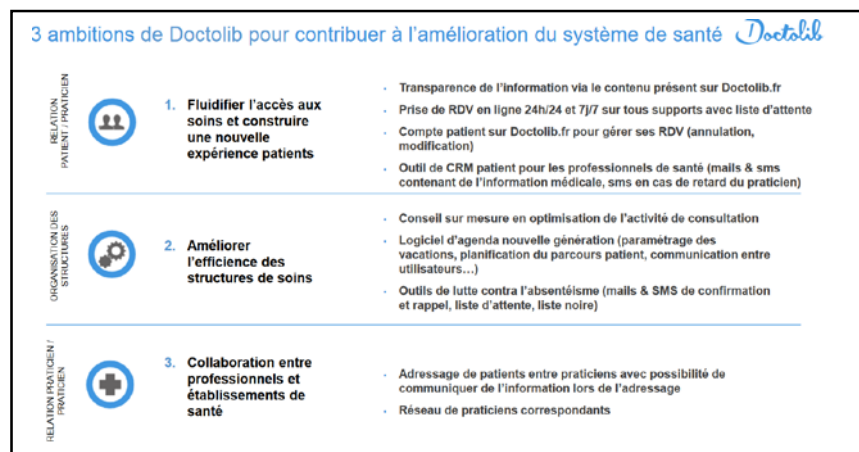 3 ambitions de Doctolib pour contribuer à l'amélioration du système de santé Doctolib
RELATION
PATIENT / PRATICIEN
1. Fluidifier l'accès aux
soins et construire
une nouvelle
expérience patients
• Transparence de l'information via le contenu présent sur Doctolib.fr
• Prise de RDV en ligne 24h/24 et 7j/7 sur tous supports avec liste d'attente
• Compte patient sur Doctolib.fr pour gérer ses RDV (annulation,
modification)
• Outil de CRM patient pour les professionnels de santé (mails & sms
contenant de l'information médicale, sms en cas de retard du praticien)
ORGANISATION DES
STRUCTURES
2. Améliorer
l'efficience des
structures de soins
• Conseil sur mesure en optimisation de l'activité de consultation
• Logiciel d'agenda nouvelle génération (paramétrage des
vacations, planification du parcours patient, communication entre
utilisateurs…)
• Outils de lutte contre l'absentéisme (mails & SMS de confirmation
et rappel, liste d'attente, liste noire)
RELATION PRATICIEN /
PRATICIEN
3. Collaboration entre
professionnels et
établissements de
santé
• Adressage de patients entre praticiens avec possibilité de
communiquer de l'information lors de l'adressage
• Réseau de praticiens correspondants